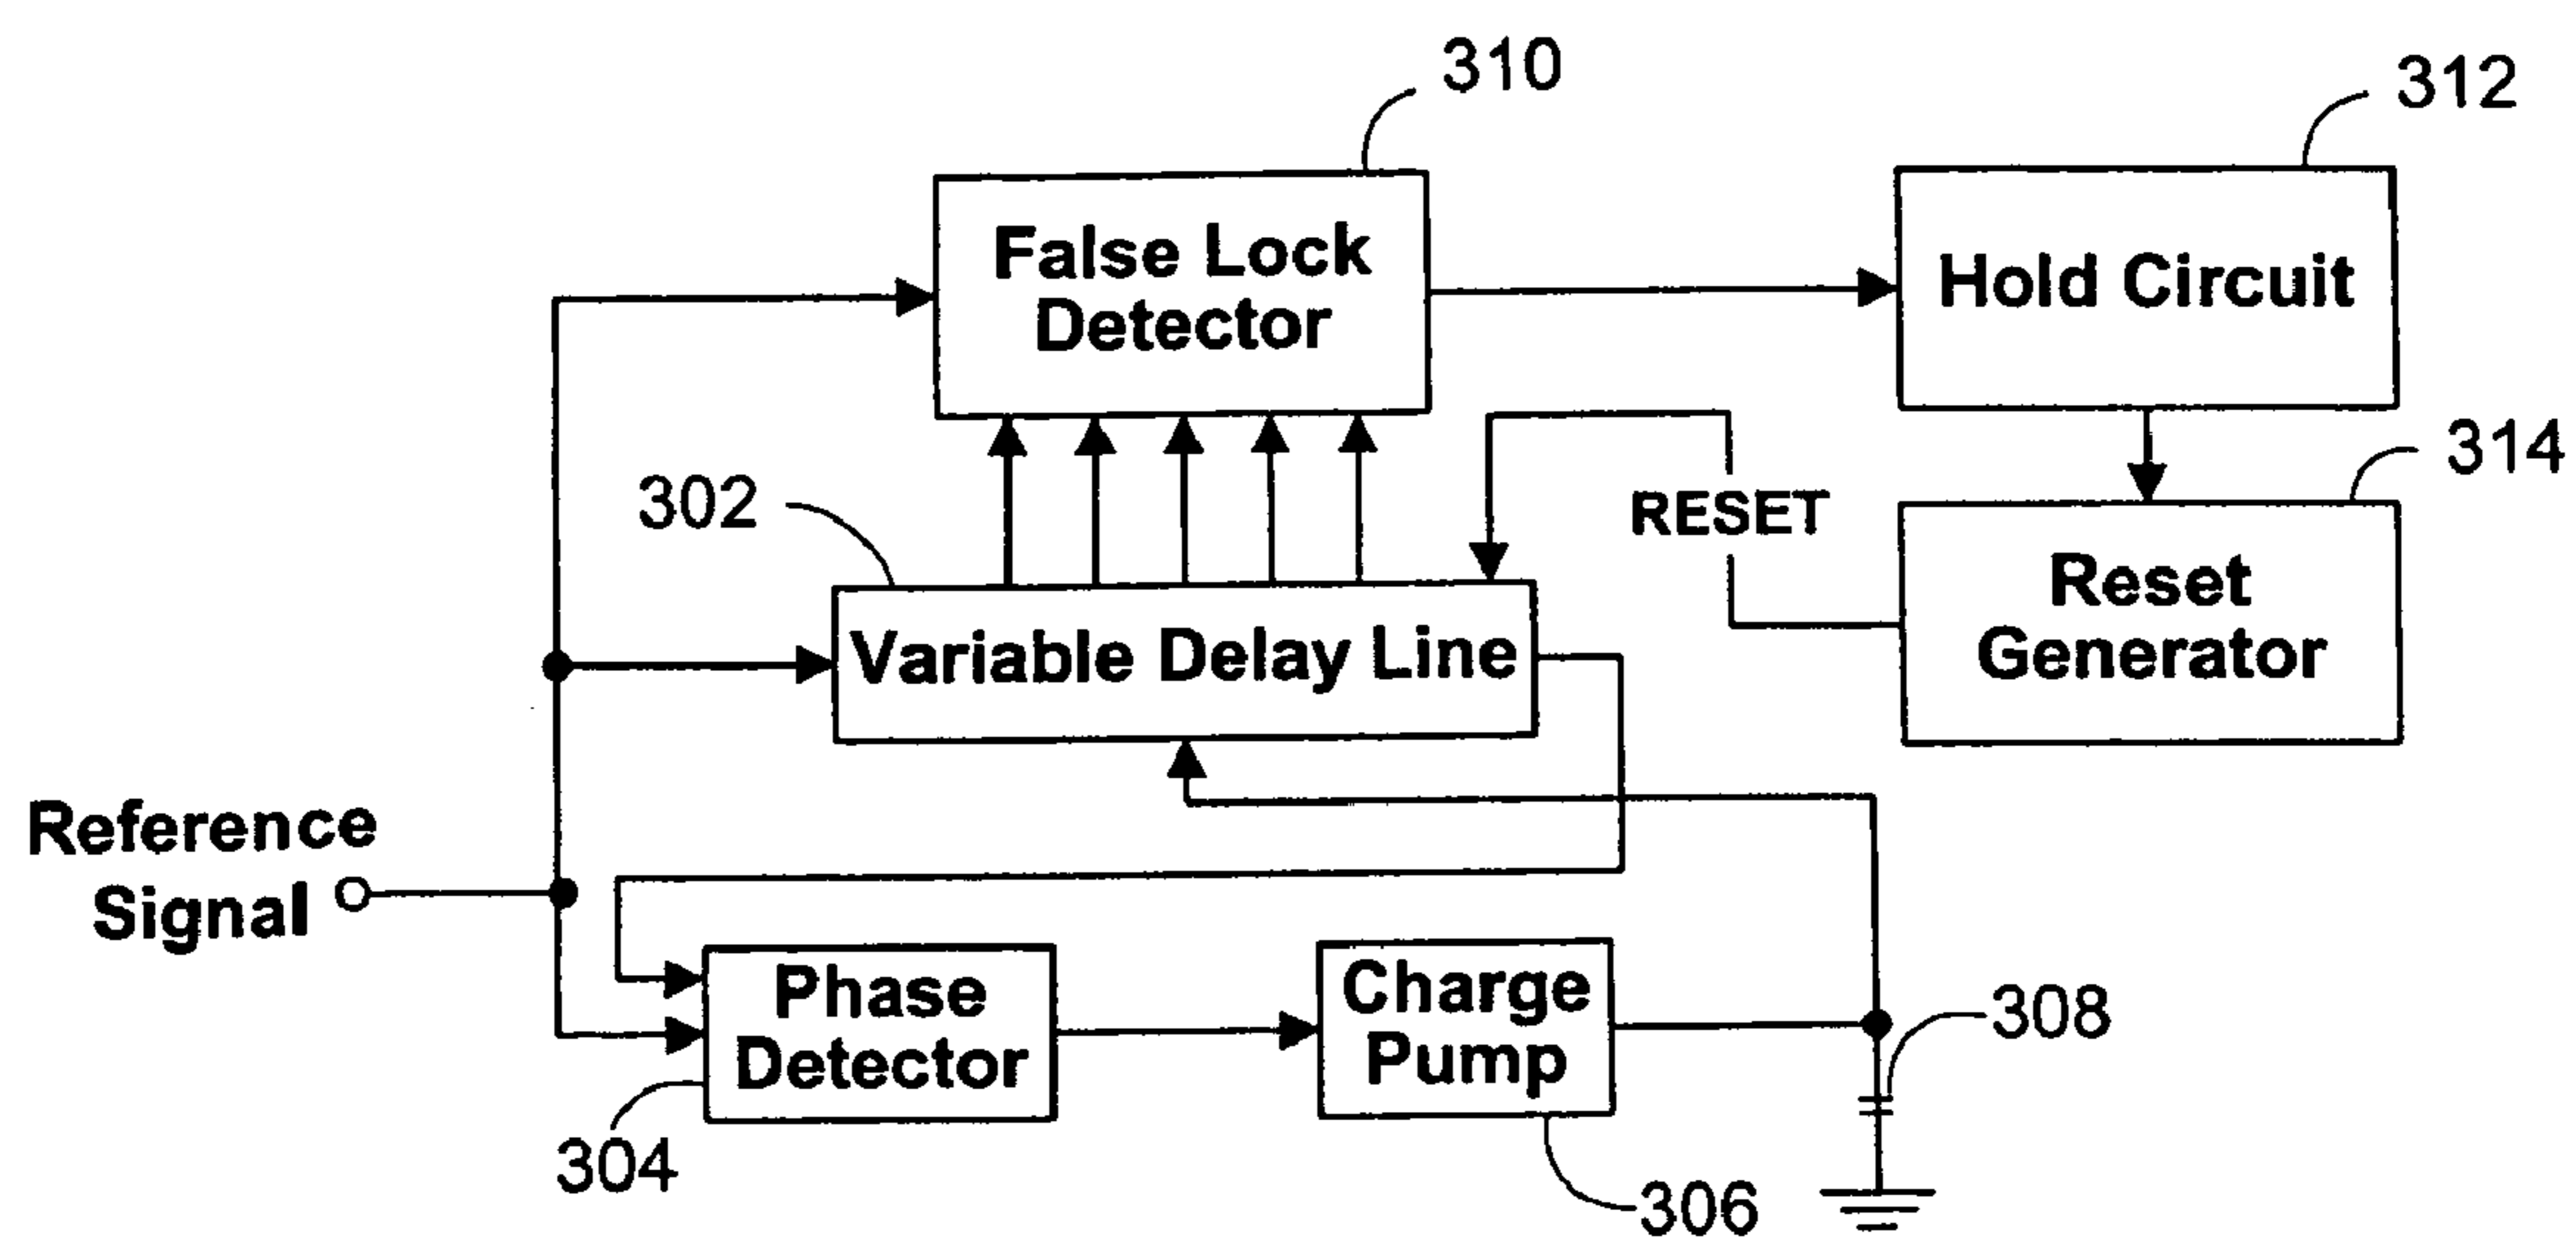 310
312
False Lock
Detector
Hold Circuit
314
302
RESET
Reset
Generator
Variable Delay Line
Reference
Signal
Phase
Detector
Charge
Pump
308
304
306